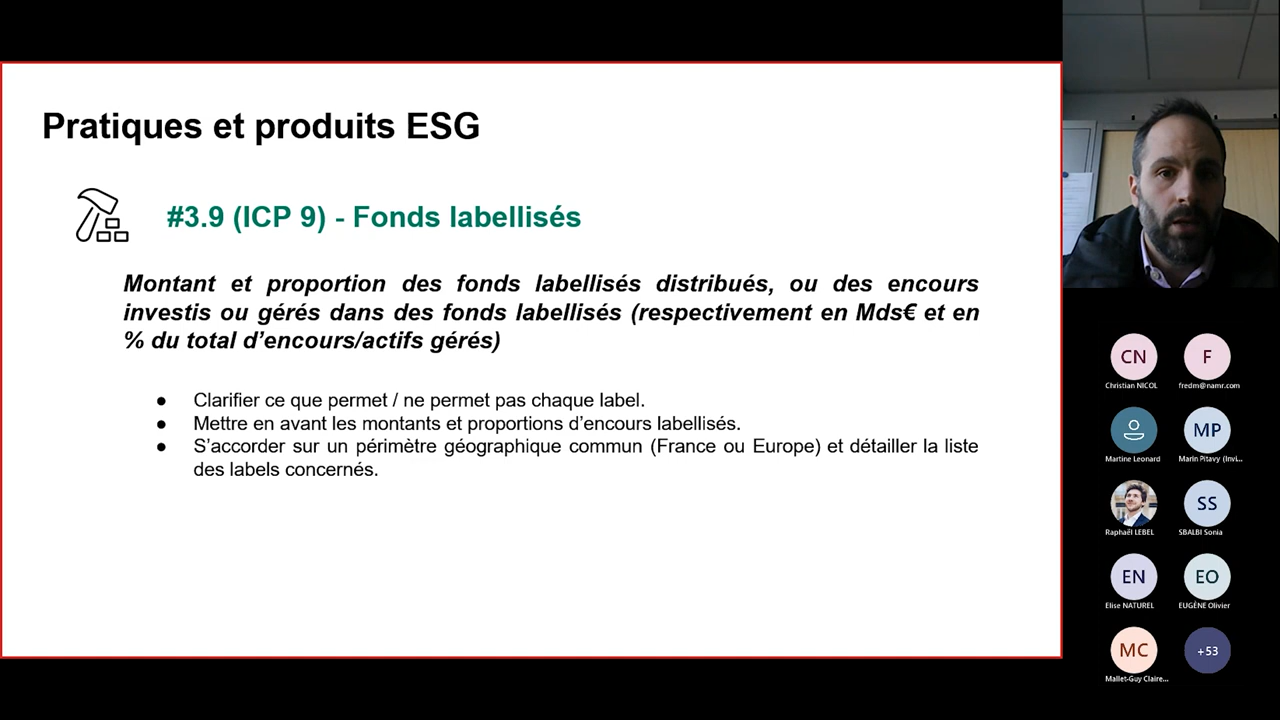 Pratiques et produits ESG
#3.9 (ICP 9) - Fonds labellisés
Montant et proportion des fonds labellisés distribués, ou des encours
investis ou gérés dans des fonds labellisés (respectivement en Mds€ et en
% du total d’encours/actifs gérés)
● Clarifier ce que permet / ne permet pas chaque label.
● Mettre en avant les montants et proportions d’encours labellisés.
● S’accorder sur un périmètre géographique commun (France ou Europe) et détailler la liste
des labels concernés.
CN F
Christian NICOL fredm@namr.com
MP
Martine Leonard Marin Pitavy (Invi...
SS
Raphaël LEBEL SBALBI Sonia
EN EO
Elise NATUREL EUGÈNE Olivier
MC +53
Mallet-Guy Claire...